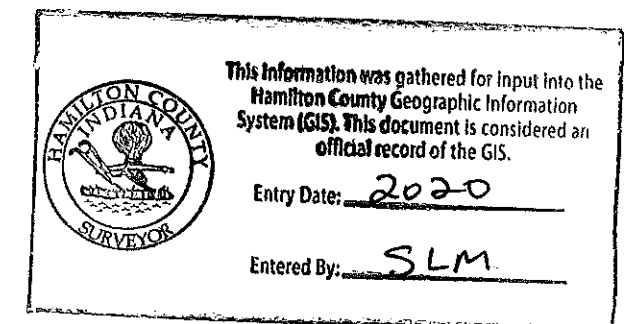 HAMILTON COUNTY
INDIANA
SURVEYOR
This information was gathered for input into the
Hamilton County Geographic Information
System (GIS). This document is considered an
official record of the GIS.
Entry Date: 2020
Entered By: SLM